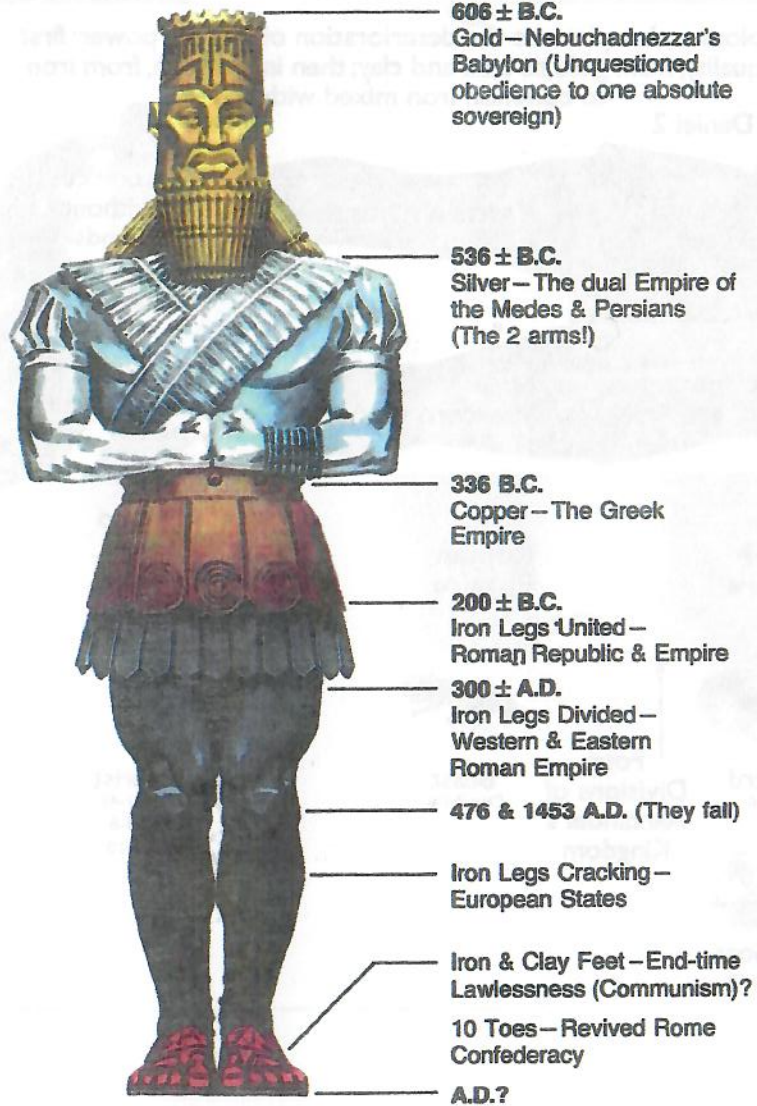 606 ± B.C.
Gold—Nebuchadnezzar's
Babylon (Unquestioned
obedience to one absolute
sovereign)
536 ± B.C.
Silver—The dual Empire of
the Medes & Persians
(The 2 arms!)
336 B.C.
Copper—The Greek
Empire
200 ± B.C.
Iron Legs United—
Roman Republic & Empire
300 ± A.D.
Iron Legs Divided—
Western & Eastern
Roman Empire
476 & 1453 A.D. (They fall)
Iron Legs Cracking—
European States
Iron & Clay Feet—End-time
Lawlessness (Communism)?
10 Toes—Revived Rome
Confederacy
A.D.?